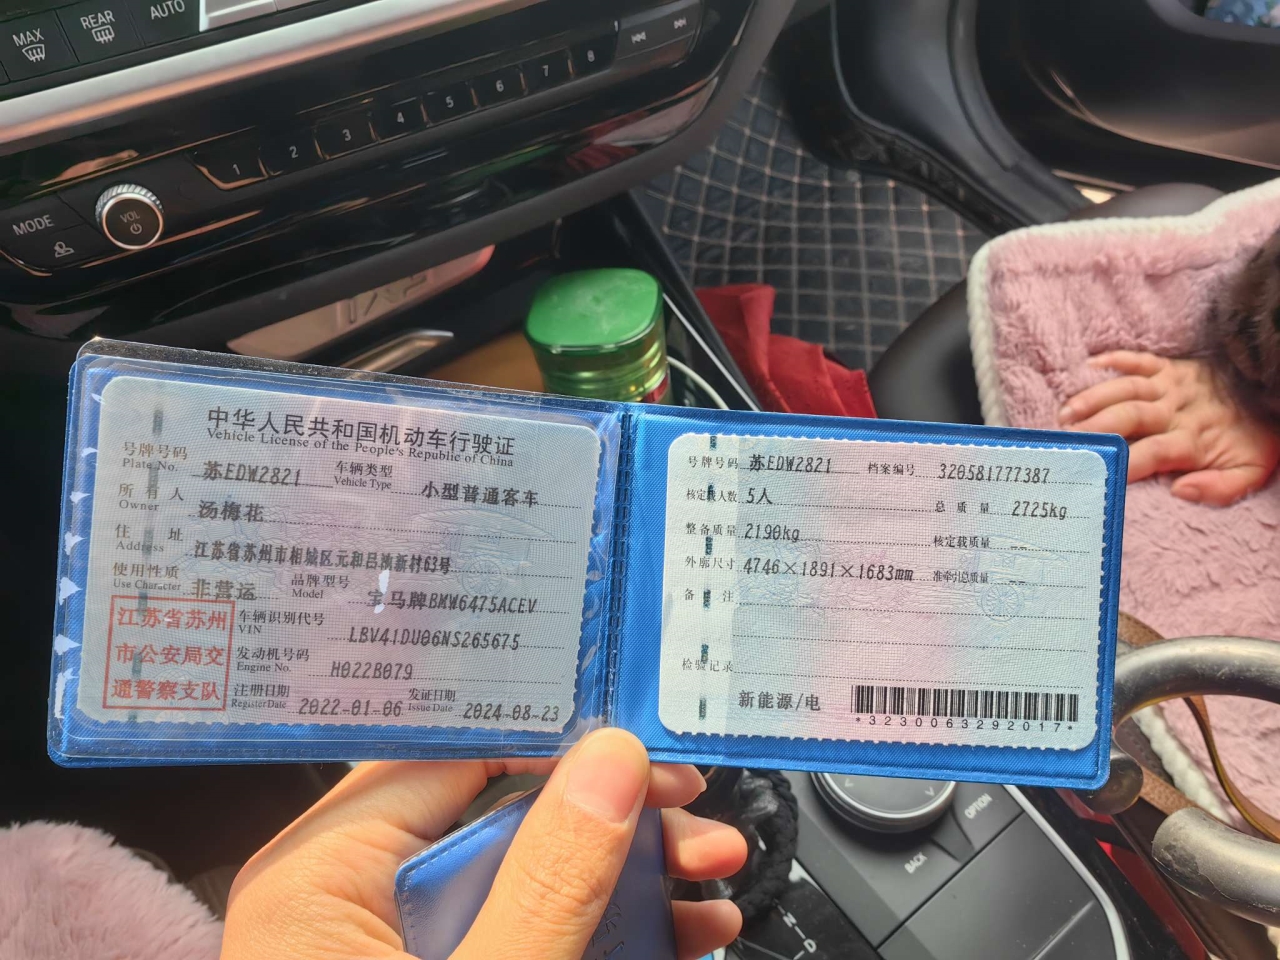 MAX
REAR
AUTO
1 2 3 4 5 6 7 8
MODE
VOL
中华人民共和国机动车行驶证
Vehicle License of the People's Republic of China
号牌号码 苏EDW2821 车辆类型 小型普通客车
Plate No. Vehicle Type
所有人 汤梅花
Owner
住址 江苏省苏州市相城区元和吕浜新村63号
Address
使用性质 非营运 品牌型号 宝马牌BMW6475ACEV
Use Character Model
江苏省苏州
市公安局交
通警察支队
车辆识别代号 LBV41DU06NS265675
VIN
发动机号码 H022B079
Engine No.
注册日期 2022-01-06 发证日期 2024-08-23
Register Date Issue Date
号牌号码 苏EDW2821 档案编号 320581777387
核定载人数 5人 总质量 2725kg
整备质量 2190kg 核定载质量 --
外廓尺寸 4746×1891×1683mm 准牵引总质量 --
备注
检验记录
新能源/电
*3230063292017*
OPTION
BACK
N
D